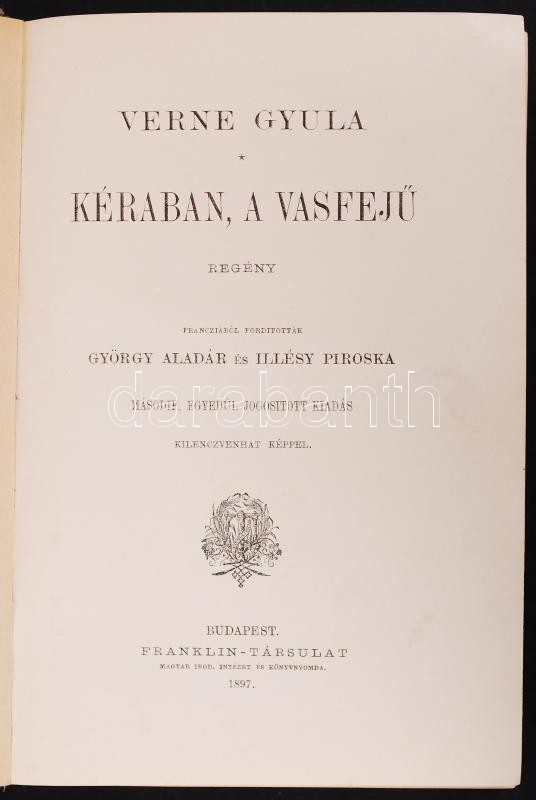 VERNE GYULA
*
KÉRABAN, A VASFEJŰ
REGÉNY
FRANCZIÁBÓL FORDITOTTÁK
GYÖRGY ALADÁR ÉS ILLÉSY PIROSKA
darabanth
MÁSODIK, EGYEDÜL JOGOSITOTT KIADÁS
KILENCZVENHAT KÉPPEL.
BUDAPEST.
FRANKLIN-TÁRSULAT
MAGYAR IROD. INTÉZET ÉS KÖNYVNYOMDA.
1897.